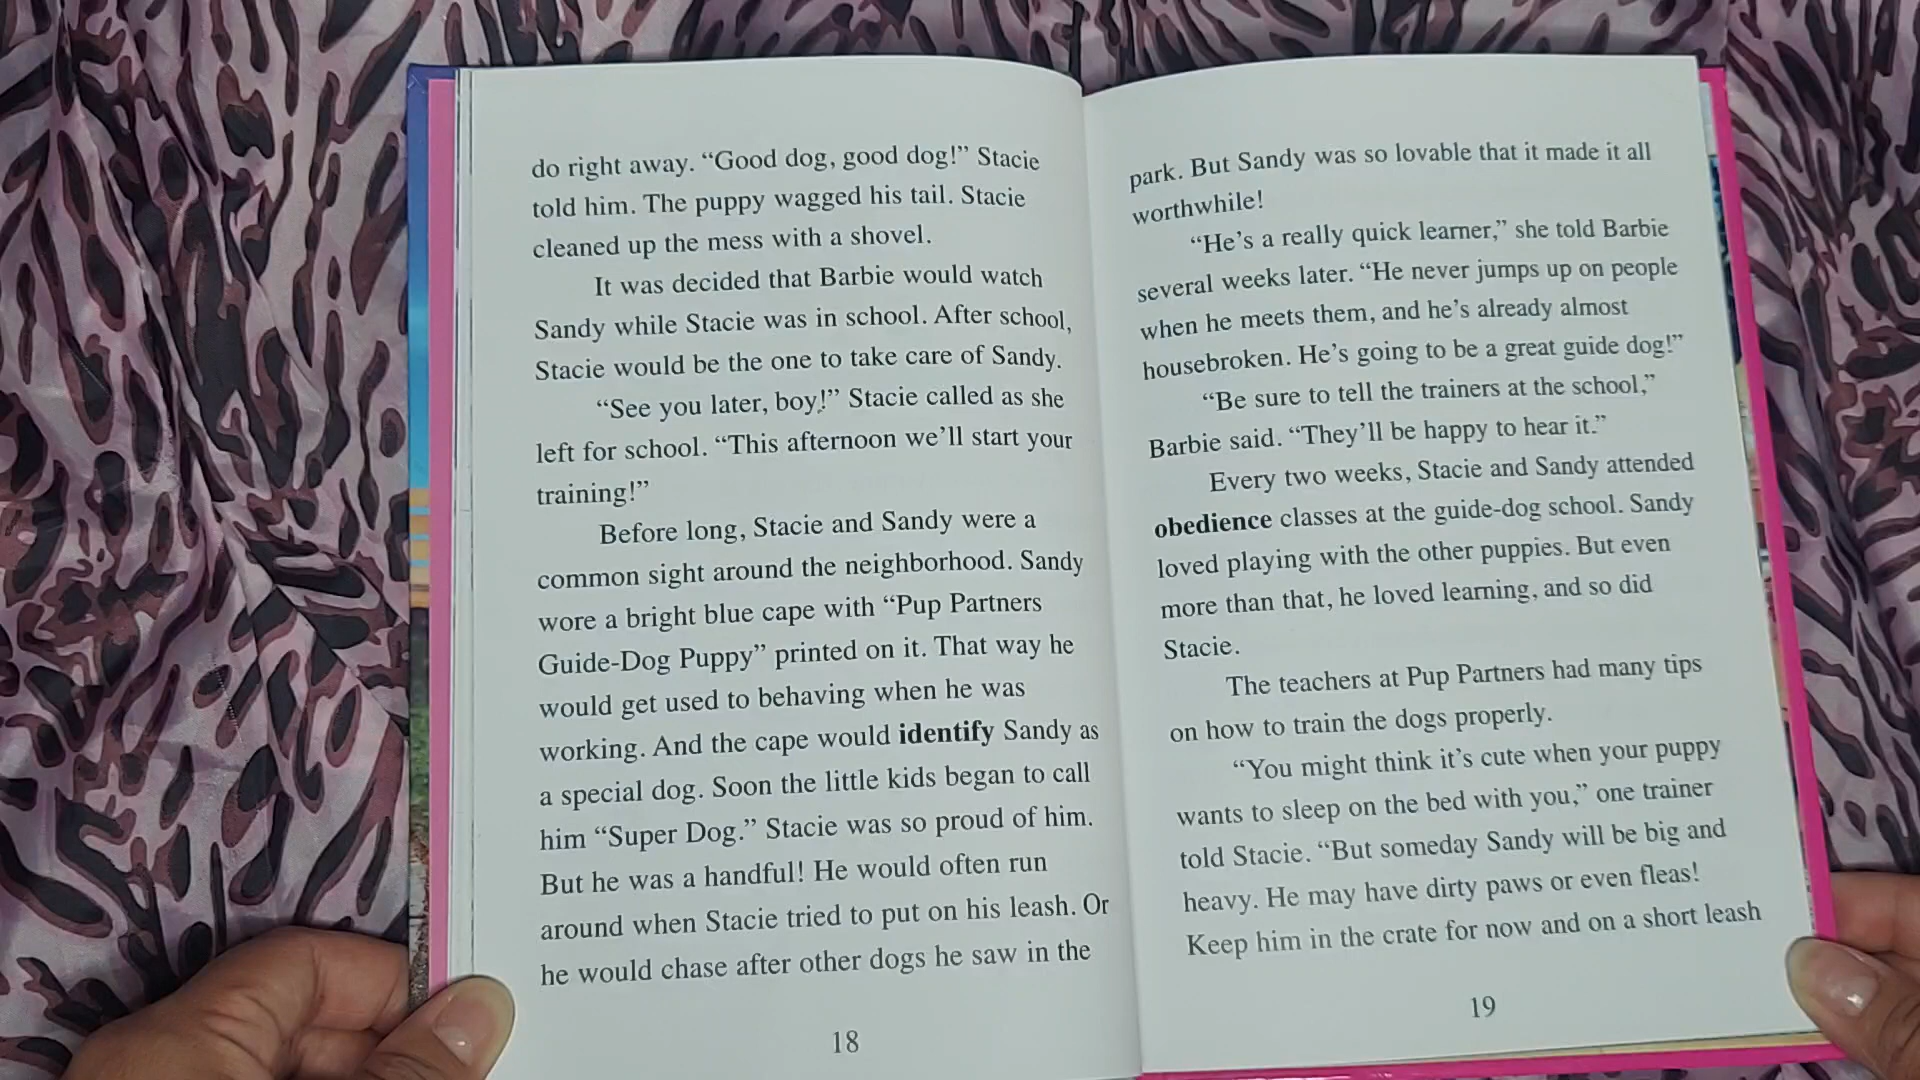 do right away. “Good dog, good dog!” Stacie
told him. The puppy wagged his tail. Stacie
cleaned up the mess with a shovel.
It was decided that Barbie would watch
Sandy while Stacie was in school. After school,
Stacie would be the one to take care of Sandy.
“See you later, boy!” Stacie called as she
left for school. “This afternoon we’ll start your
training!”
Before long, Stacie and Sandy were a
common sight around the neighborhood. Sandy
wore a bright blue cape with “Pup Partners
Guide-Dog Puppy” printed on it. That way he
would get used to behaving when he was
working. And the cape would identify Sandy as
a special dog. Soon the little kids began to call
him “Super Dog.” Stacie was so proud of him.
But he was a handful! He would often run
around when Stacie tried to put on his leash. Or
he would chase after other dogs he saw in the
18
park. But Sandy was so lovable that it made it all
worthwhile!
“He’s a really quick learner,” she told Barbie
several weeks later. “He never jumps up on people
when he meets them, and he’s already almost
housebroken. He’s going to be a great guide dog!”
“Be sure to tell the trainers at the school,”
Barbie said. “They’ll be happy to hear it.”
Every two weeks, Stacie and Sandy attended
obedience classes at the guide-dog school. Sandy
loved playing with the other puppies. But even
more than that, he loved learning, and so did
Stacie.
The teachers at Pup Partners had many tips
on how to train the dogs properly.
“You might think it’s cute when your puppy
wants to sleep on the bed with you,” one trainer
told Stacie. “But someday Sandy will be big and
heavy. He may have dirty paws or even fleas!
Keep him in the crate for now and on a short leash
19